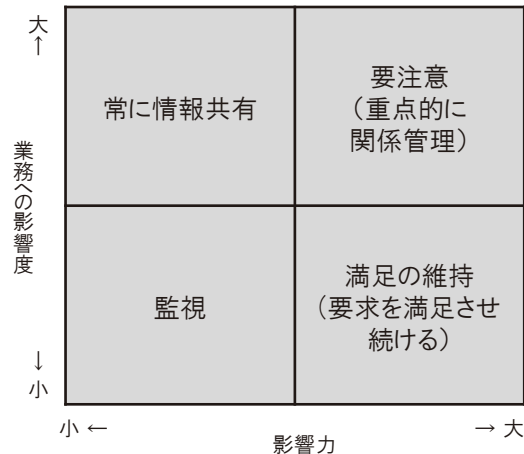 大
↑
常に情報共有
要注意
（重点的に
関係管理）
業務への影響度
監視
満足の維持
（要求を満足させ
続ける）
↓
小
小 ←
→ 大
影響力